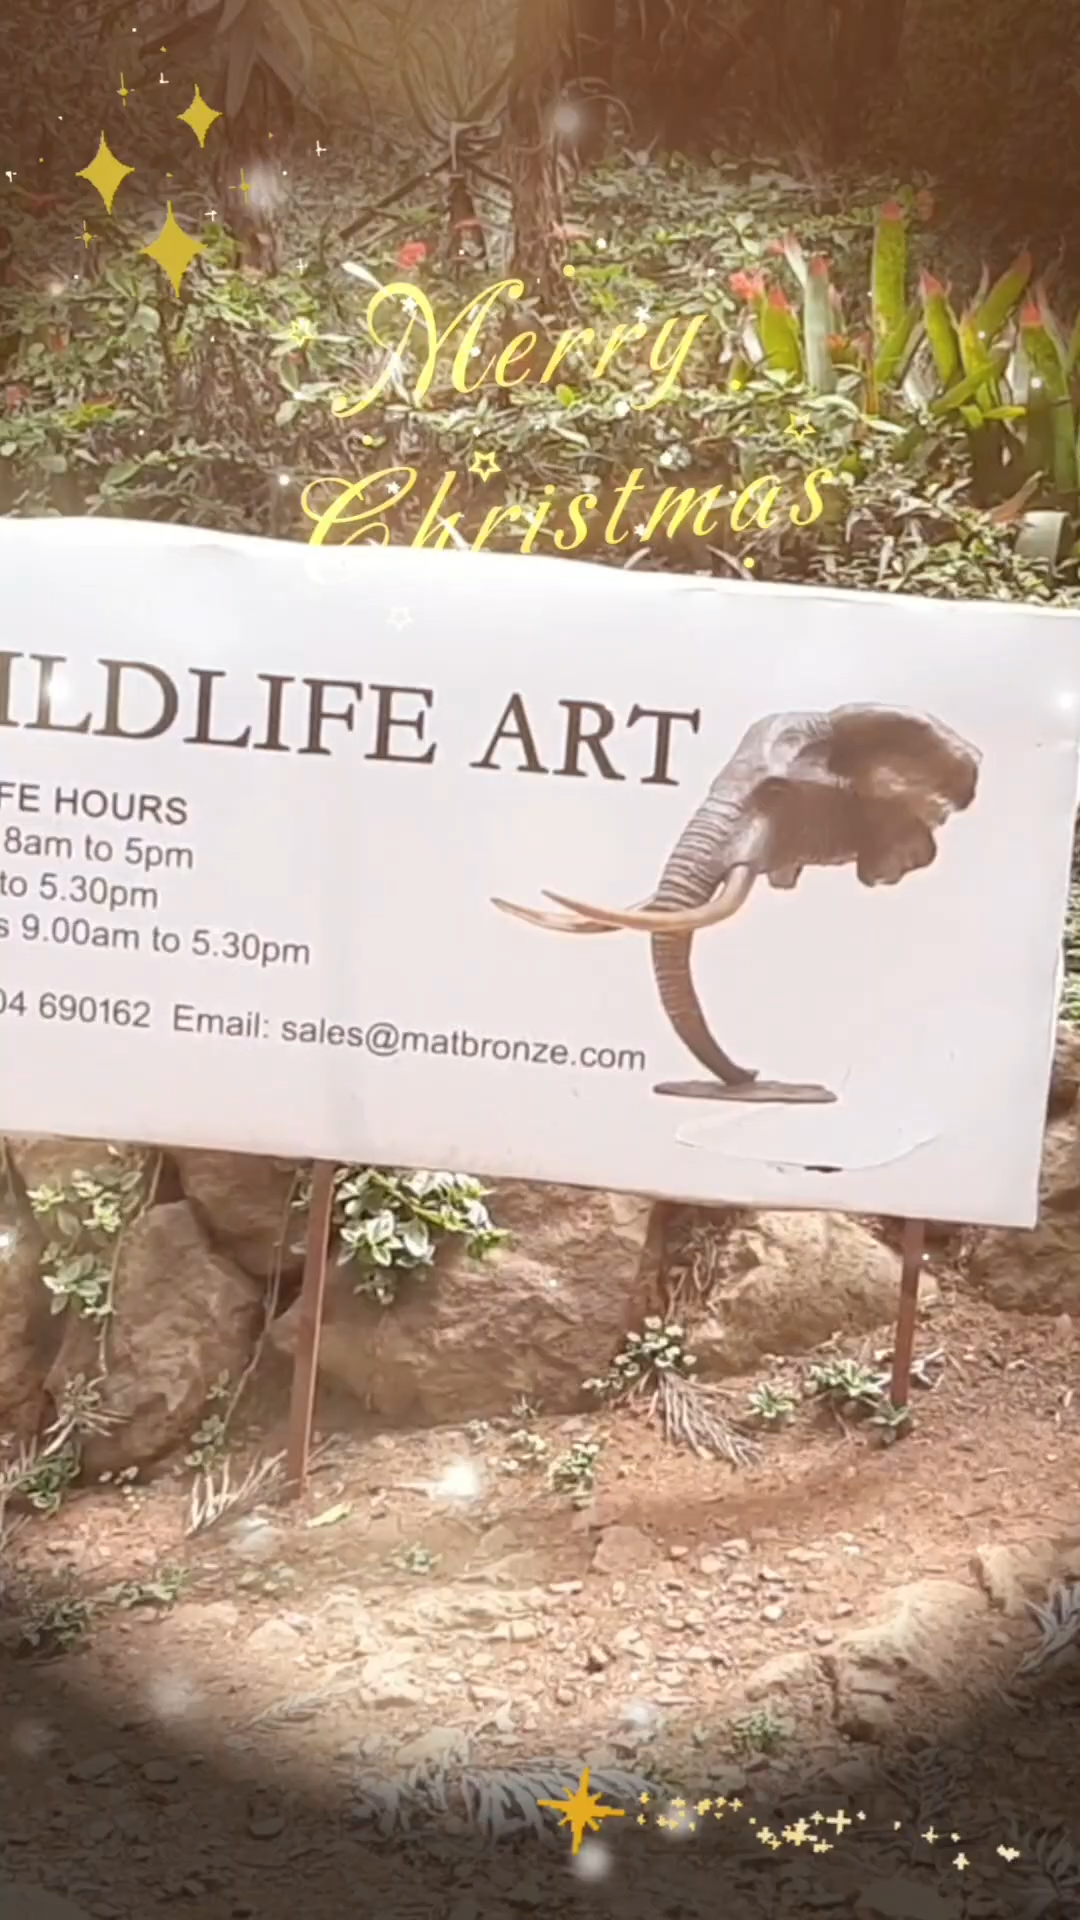 Merry
Christmas
ILDLIFE ART
FE HOURS
8am to 5pm
to 5.30pm
s 9.00am to 5.30pm
04 690162 Email: sales@matbronze.com